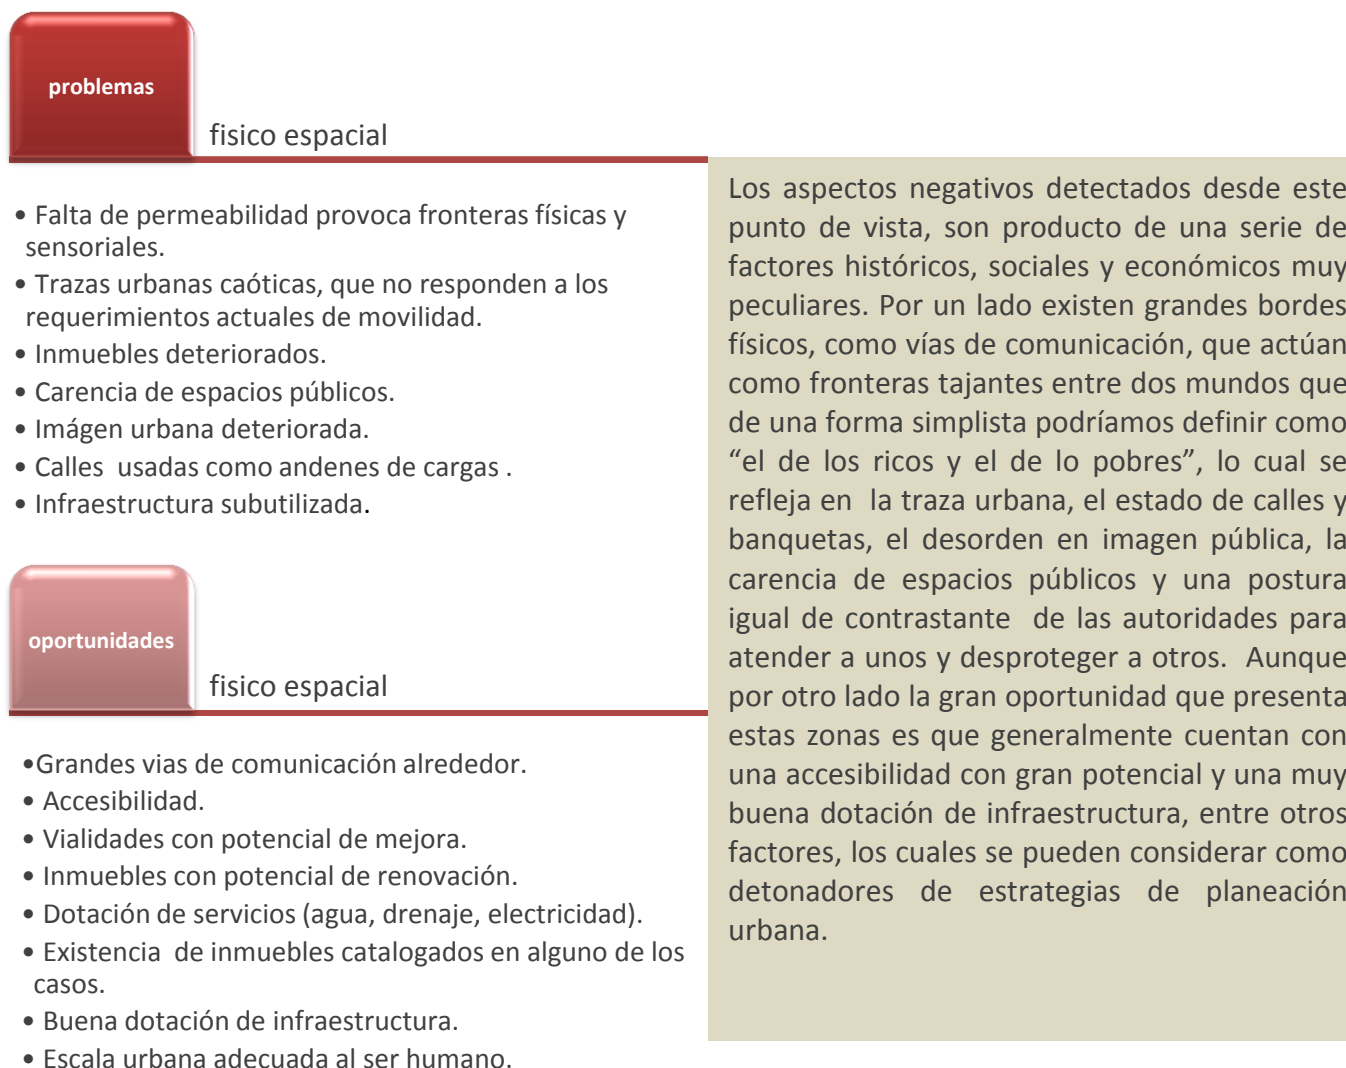 problemas
fisico espacial
• Falta de permeabilidad provoca fronteras físicas y
sensoriales.
• Trazas urbanas caóticas, que no responden a los
requerimientos actuales de movilidad.
• Inmuebles deteriorados.
• Carencia de espacios públicos.
• Imágen urbana deteriorada.
• Calles  usadas como andenes de cargas .
• Infraestructura subutilizada.
oportunidades
fisico espacial
•Grandes vias de comunicación alrededor.
• Accesibilidad.
• Vialidades con potencial de mejora.
• Inmuebles con potencial de renovación.
• Dotación de servicios (agua, drenaje, electricidad).
• Existencia  de inmuebles catalogados en alguno de los
casos.
• Buena dotación de infraestructura.
• Escala urbana adecuada al ser humano.
Los aspectos negativos detectados desde este
punto de vista, son producto de una serie de
factores históricos, sociales y económicos muy
peculiares. Por un lado existen grandes bordes
físicos, como vías de comunicación, que actúan
como fronteras tajantes entre dos mundos que
de una forma simplista podríamos definir como
“el de los ricos y el de lo pobres”, lo cual se
refleja en  la traza urbana, el estado de calles y
banquetas, el desorden en imagen pública, la
carencia de espacios públicos y una postura
igual de contrastante  de las autoridades para
atender a unos y desproteger a otros.  Aunque
por otro lado la gran oportunidad que presenta
estas zonas es que generalmente cuentan con
una accesibilidad con gran potencial y una muy
buena dotación de infraestructura, entre otros
factores, los cuales se pueden considerar como
detonadores de estrategias de planeación
urbana.